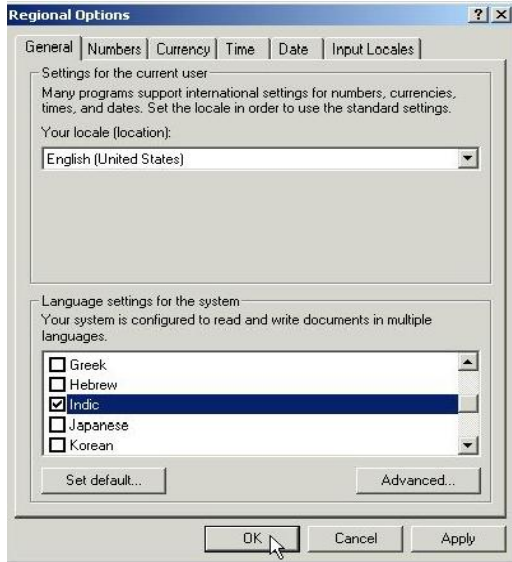 Regional Options
General Numbers Currency Time Date Input Locales
Settings for the current user
Many programs support international settings for numbers, currencies,
times, and dates. Set the locale in order to use the standard settings.
Your locale (location):
English (United States)
Language settings for the system
Your system is configured to read and write documents in multiple
languages.
Greek
Hebrew
Indic
Japanese
Korean
Set default... Advanced...
OK Cancel Apply